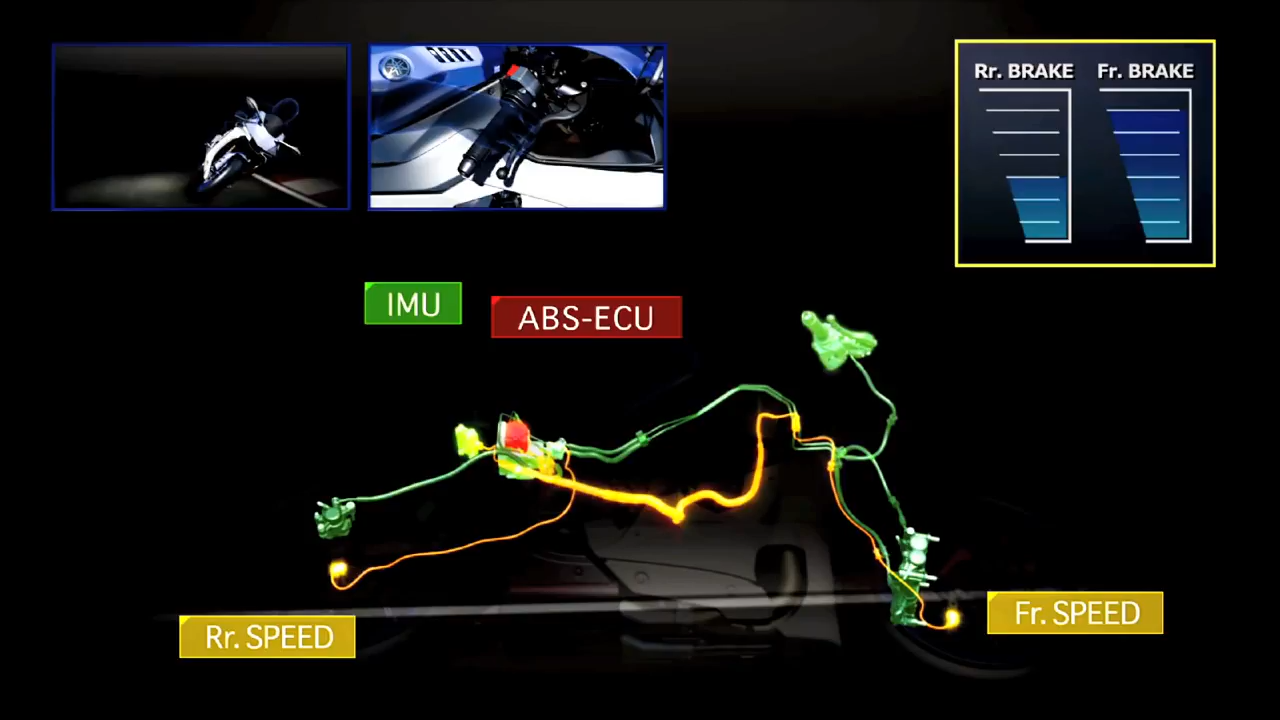 Rr. BRAKE Fr. BRAKE
IMU
ABS-ECU
Fr. SPEED
Rr. SPEED